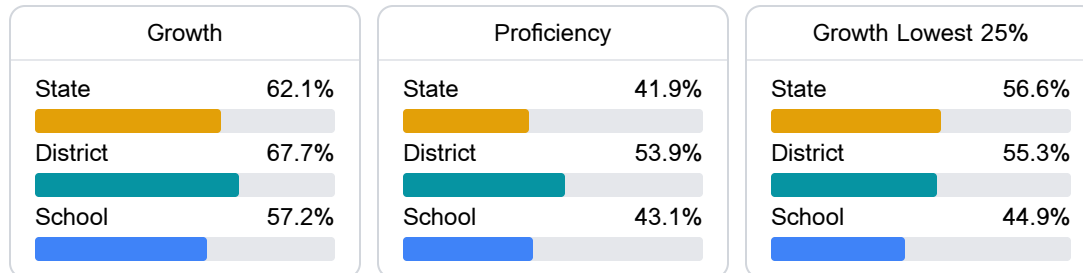 Growth
State 62.1%
District 67.7%
School 57.2%
Proficiency
State 41.9%
District 53.9%
School 43.1%
Growth Lowest 25%
State 56.6%
District 55.3%
School 44.9%